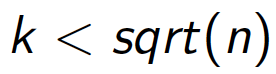 k < sqrt(n)